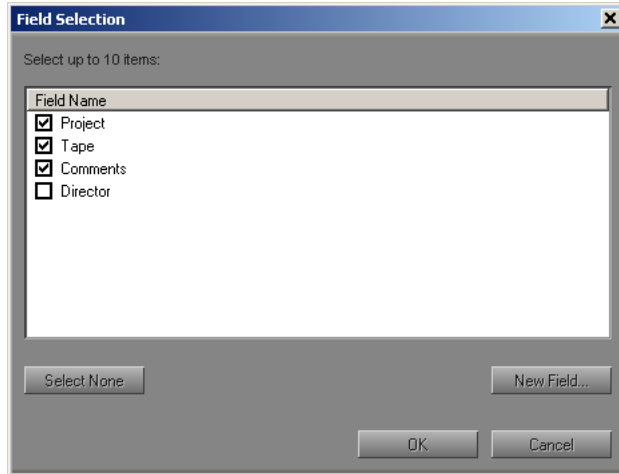 Field Selection
Select up to 10 items:
Field Name
Project
Tape
Comments
Director
Select None
New Field...
OK
Cancel